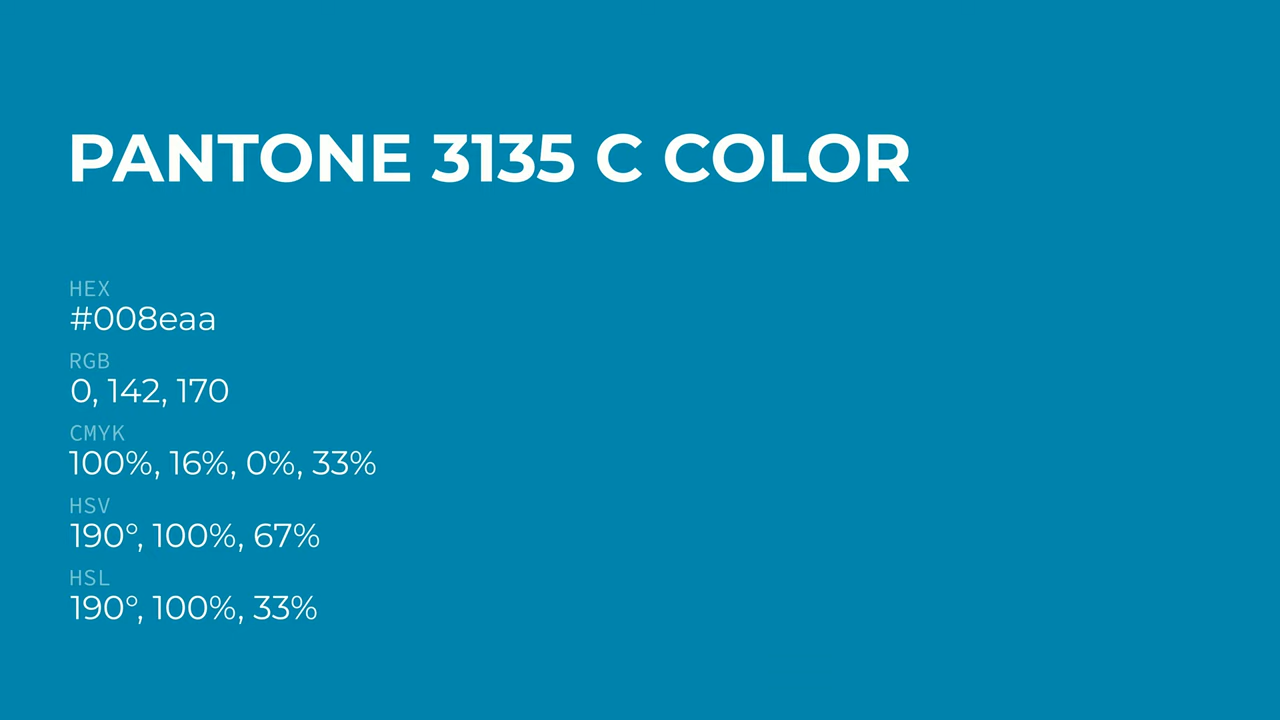 PANTONE 3135 C COLOR
HEX
#008eaa
RGB
0, 142, 170
CMYK
100%, 16%, 0%, 33%
HSV
190°, 100%, 67%
HSL
190°, 100%, 33%